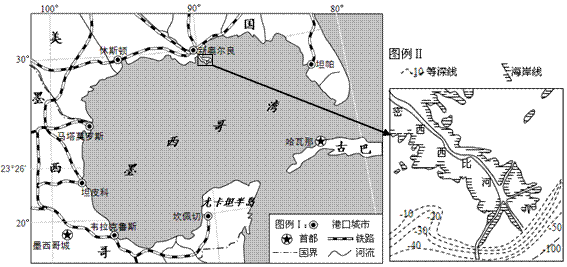 90°
80°
美
国
休斯顿
新奥尔良
30°
坦帕
墨
湾
马塔莫罗斯
哥
西
哈瓦那
古 巴
23°26′
西
墨
坦皮科
尤卡坦半岛
坎佩切
20°
韦拉克鲁斯
墨西哥城
哥
图例Ⅰ:
港口城市
首都
铁路
国界
河流
图例Ⅱ
-10 等深线
海岸线
密
西
西
比
河
-10
-20
-40
-50
-100